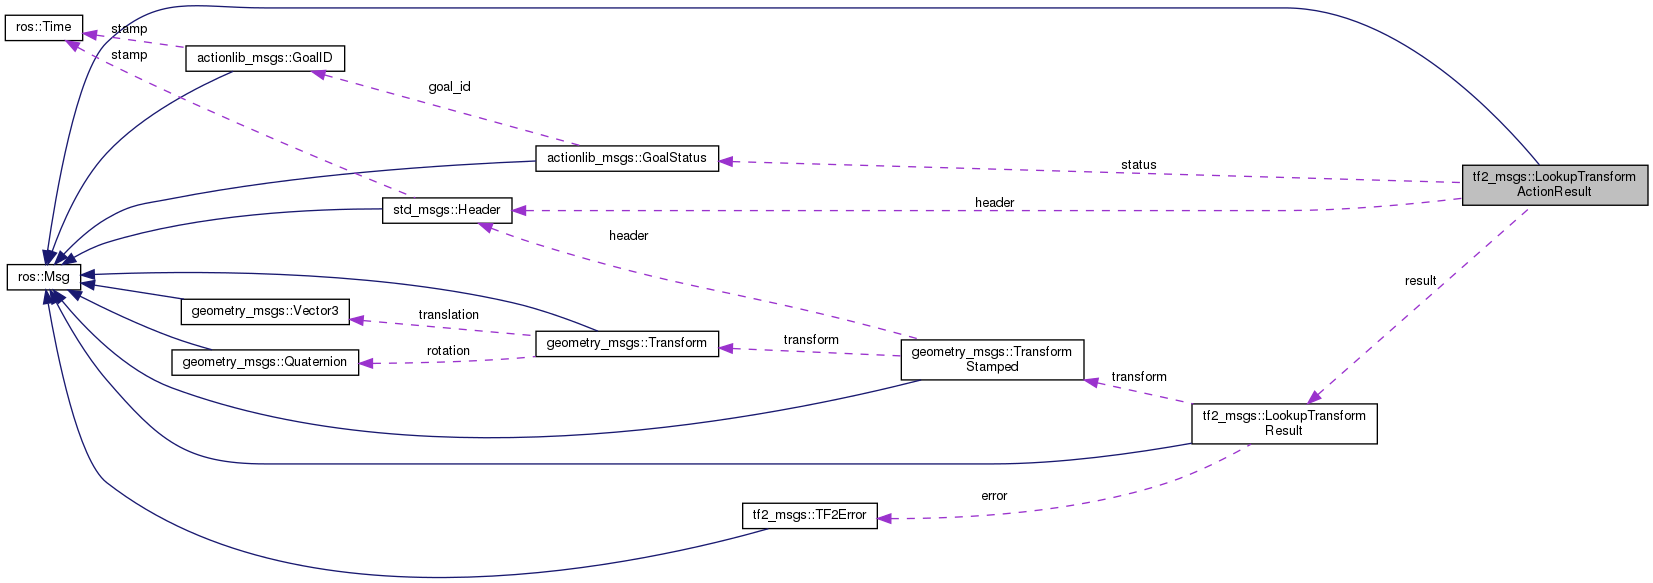 ros::Time
stamp
stamp
actionlib_msgs::GoalID
goal_id
actionlib_msgs::GoalStatus
status
tf2_msgs::LookupTransform
ActionResult
std_msgs::Header
header
header
ros::Msg
result
geometry_msgs::Vector3
translation
geometry_msgs::Transform
transform
geometry_msgs::Quaternion
rotation
geometry_msgs::Transform
Stamped
transform
tf2_msgs::LookupTransform
Result
error
tf2_msgs::TF2Error